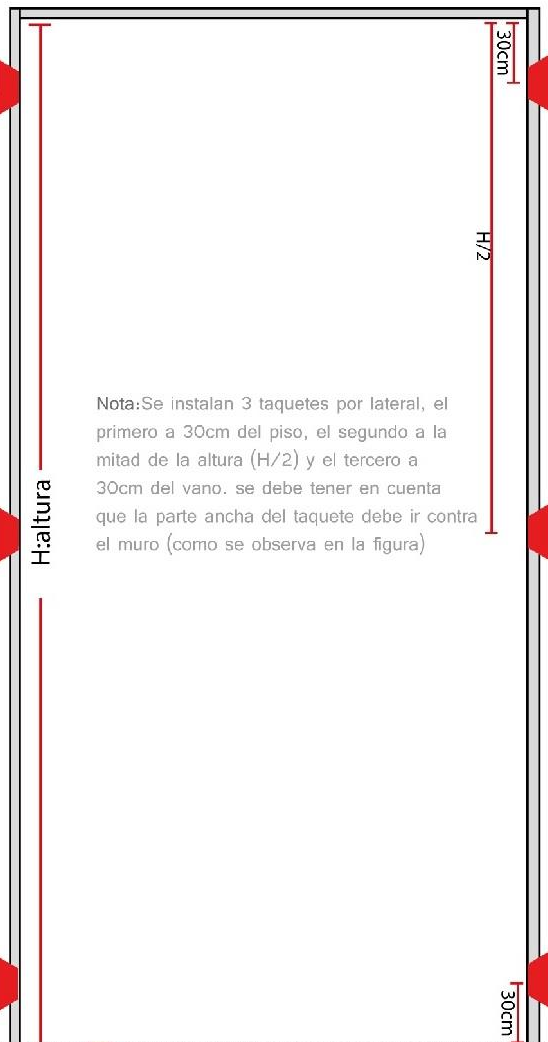 30cm
H/2
Nota:Se instalan 3 taquetes por lateral, el
primero a 30cm del piso, el segundo a la
mitad de la altura (H/2) y el tercero a
30cm del vano. se debe tener en cuenta
que la parte ancha del taquete debe ir contra
el muro (como se observa en la figura)
H:altura
30cm